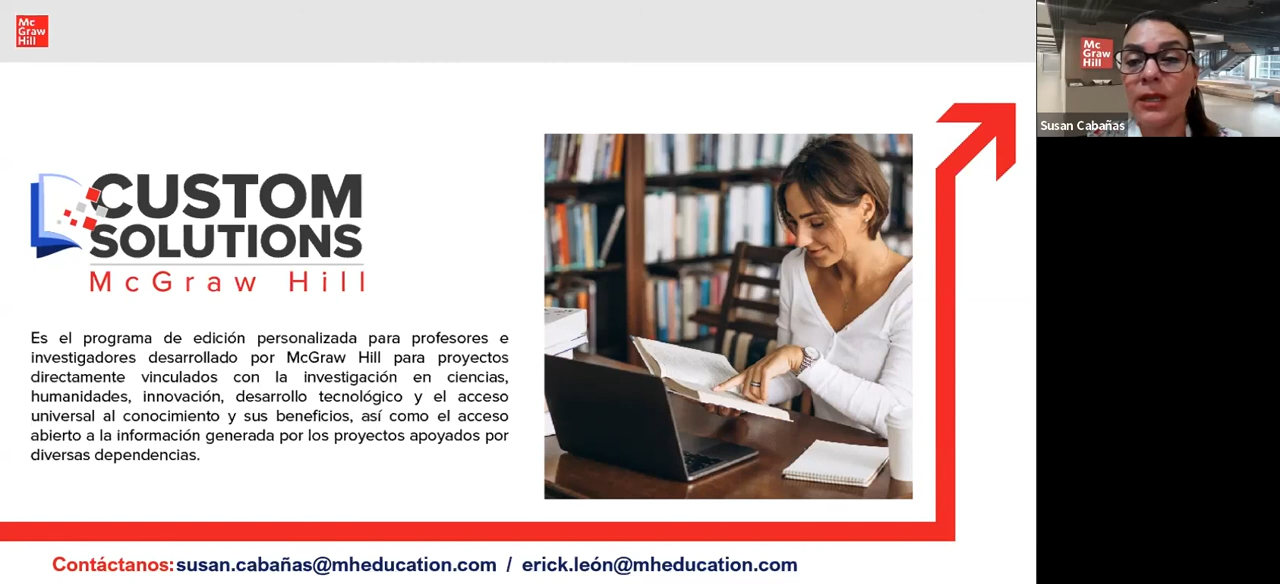 Mc
Graw
Hill
Mc
Graw
Hill
Susan Cabañas
CUSTOM
SOLUTIONS
McGraw Hill
Es el programa de edición personalizada para profesores e
investigadores desarrollado por McGraw Hill para proyectos
directamente vinculados con la investigación en ciencias,
humanidades, innovación, desarrollo tecnológico y el acceso
universal al conocimiento y sus beneficios, así como el acceso
abierto a la información generada por los proyectos apoyados por
diversas dependencias.
Contáctanos: susan.cabañas@mheducation.com / erick.león@mheducation.com